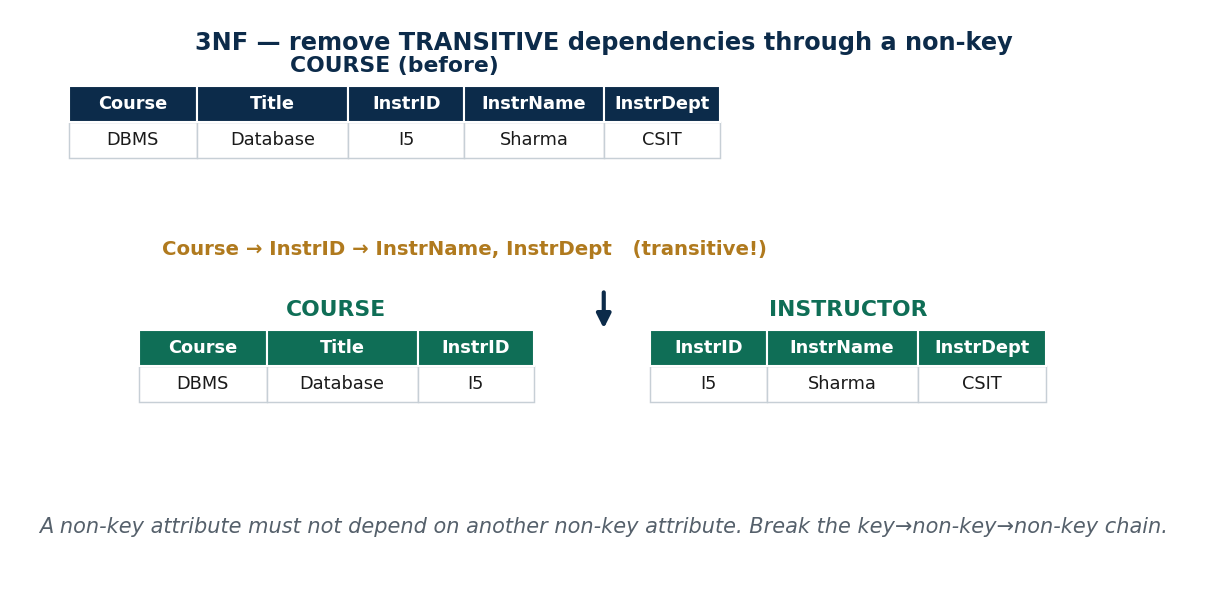 3NF — remove TRANSITIVE dependencies through a non-key
COURSE (before)
Course Title InstrID InstrName InstrDept
DBMS Database I5 Sharma CSIT
Course → InstrID → InstrName, InstrDept (transitive!)
COURSE
Course Title InstrID
DBMS Database I5
INSTRUCTOR
InstrID InstrName InstrDept
I5 Sharma CSIT
A non-key attribute must not depend on another non-key attribute. Break the key→non-key→non-key chain.